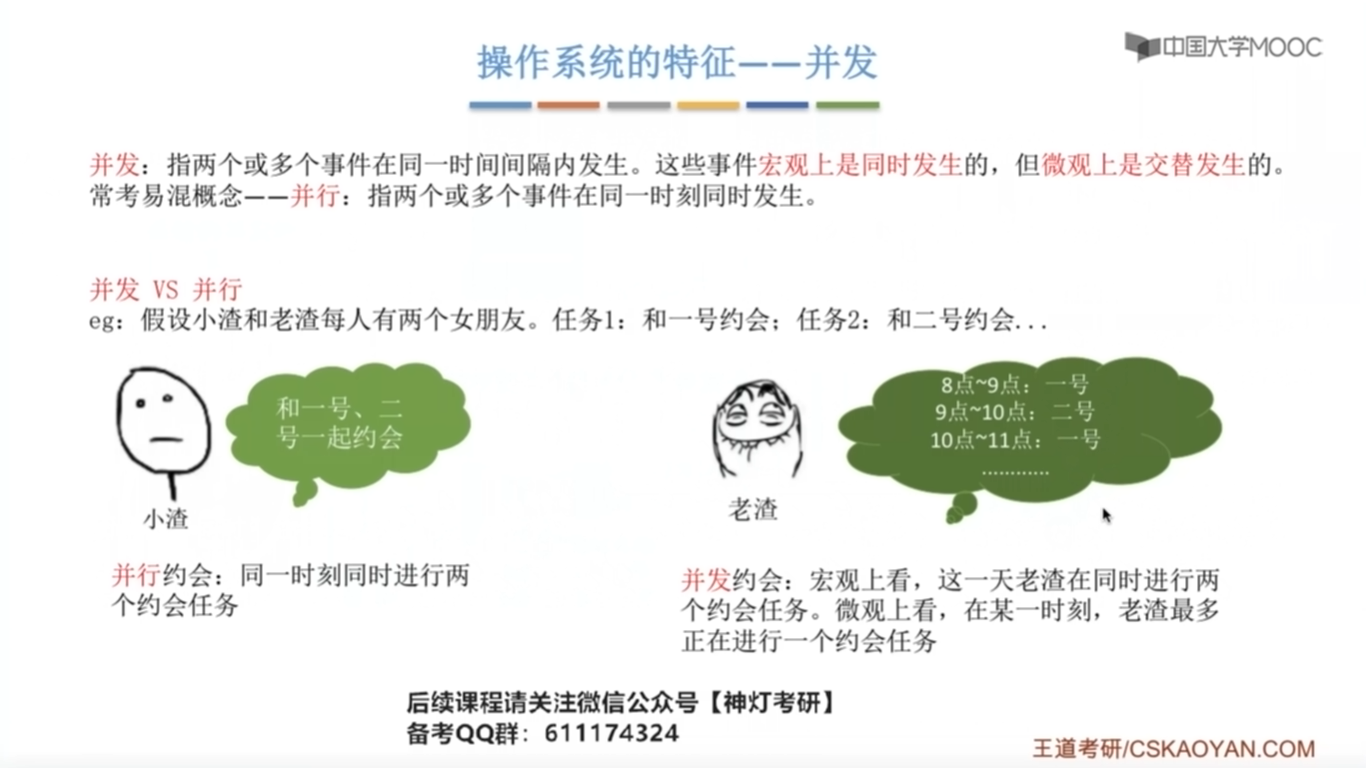 操作系统的特征——并发
中国大学MOOC
并发：指两个或多个事件在同一时间间隔内发生。这些事件宏观上是同时发生的，但微观上是交替发生的。
常考易混概念——并行：指两个或多个事件在同一时刻同时发生。
并发 VS 并行
eg：假设小渣和老渣每人有两个女朋友。任务1：和一号约会；任务2：和二号约会...
和一号、二
号一起约会
小渣
并行约会：同一时刻同时进行两
个约会任务
8点~9点：一号
9点~10点：二号
10点~11点：一号
............
老渣
并发约会：宏观上看，这一天老渣在同时进行两
个约会任务。微观上看，在某一时刻，老渣最多
正在进行一个约会任务
后续课程请关注微信公众号【神灯考研】
备考QQ群：611174324
王道考研/CSKAOYAN.COM